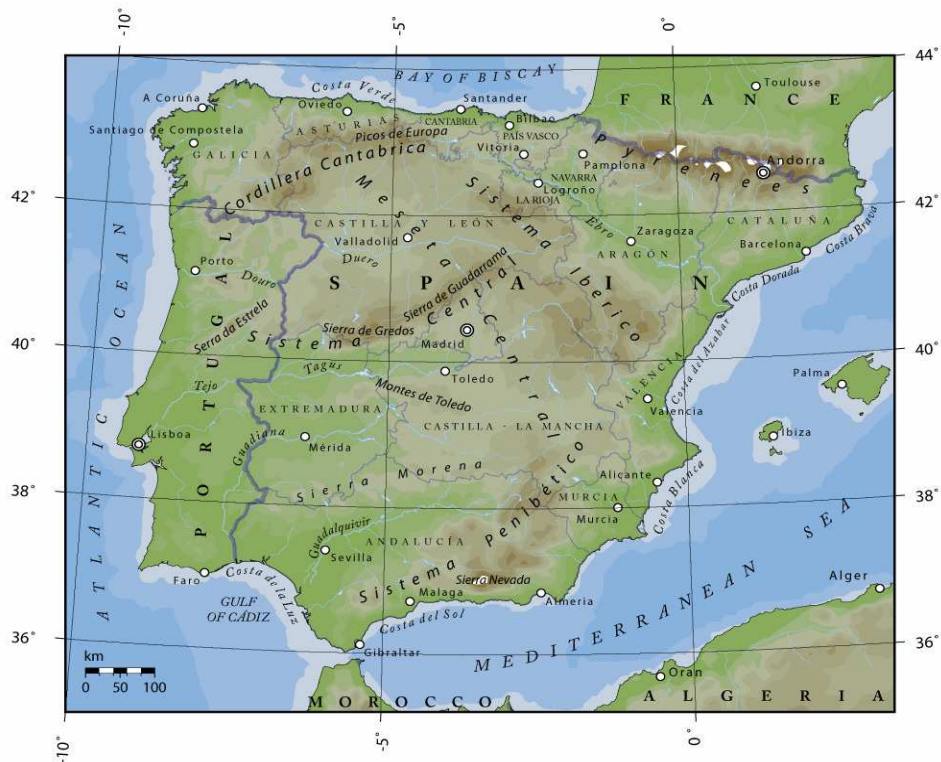 -10°
-5°
0°
44°
44°
BAY OF BISCAY
Costa Verde
Toulouse
FRANCE
A Coruña
Oviedo
Santander
Bilbao
ASTURIAS
CANTABRIA
PAÍS VASCO
Santiago de Compostela
Picos de Europa
Vitoria
GALICIA
Cordillera Cantabrica
Pamplona
Pyrenees
Andorra
NAVARRA
Logroño
LA RIOJA
42°
42°
Meseta Central
Sistema Iberico
CASTILLA Y LEÓN
CATALUÑA
Ebro
Zaragoza
Valladolid
Duero
Barcelona
Costa Brava
ARAGÓN
Porto
Douro
SPAIN
Costa Dorada
Sierra de Guadarrama
Serra da Estrela
Sistema Central
Sierra de Gredos
Madrid
40°
40°
Tagus
Toledo
Costa del Azabar
Palma
Tejo
Montes de Toledo
VALENCIA
Valencia
EXTREMADURA
CASTILLA - LA MANCHA
PORTUGAL
Lisboa
Guadiana
Mérida
Ibiza
ATLANTIC OCEAN
Sierra Morena
Alicante
38°
38°
Costa Blanca
MURCIA
Murcia
Sistema Penibético
Guadalquivir
ANDALUCÍA
Sevilla
Sierra Nevada
Faro
Costa de la Luz
Malaga
Almeria
Alger
GULF
OF CÁDIZ
Costa del Sol
MEDITERRANEAN SEA
36°
36°
Gibraltar
km
0 50 100
Oran
MOROCCO
ALGERIA
-10°
-5°
0°